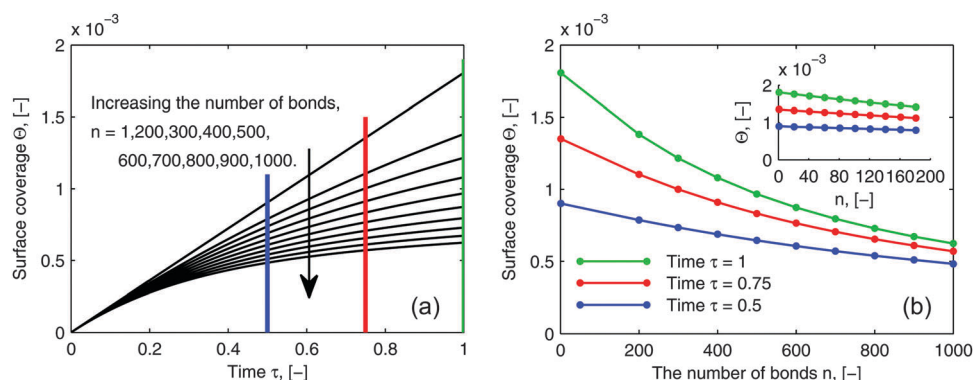 x 10⁻³
2
1.5
1
0.5
0
Surface coverage Θ, [–]
Increasing the number of bonds,
n = 1,200,300,400,500,
600,700,800,900,1000.
(a)
0
0.2
0.4
0.6
0.8
1
Time τ, [–]
x 10⁻³
2
1.5
1
0.5
0
Surface coverage Θ, [–]
x 10⁻³
2
1
0
Θ, [–]
0
40
80
120
160
200
n, [–]
Time τ = 1
Time τ = 0.75
Time τ = 0.5
(b)
0
200
400
600
800
1000
The number of bonds n, [–]